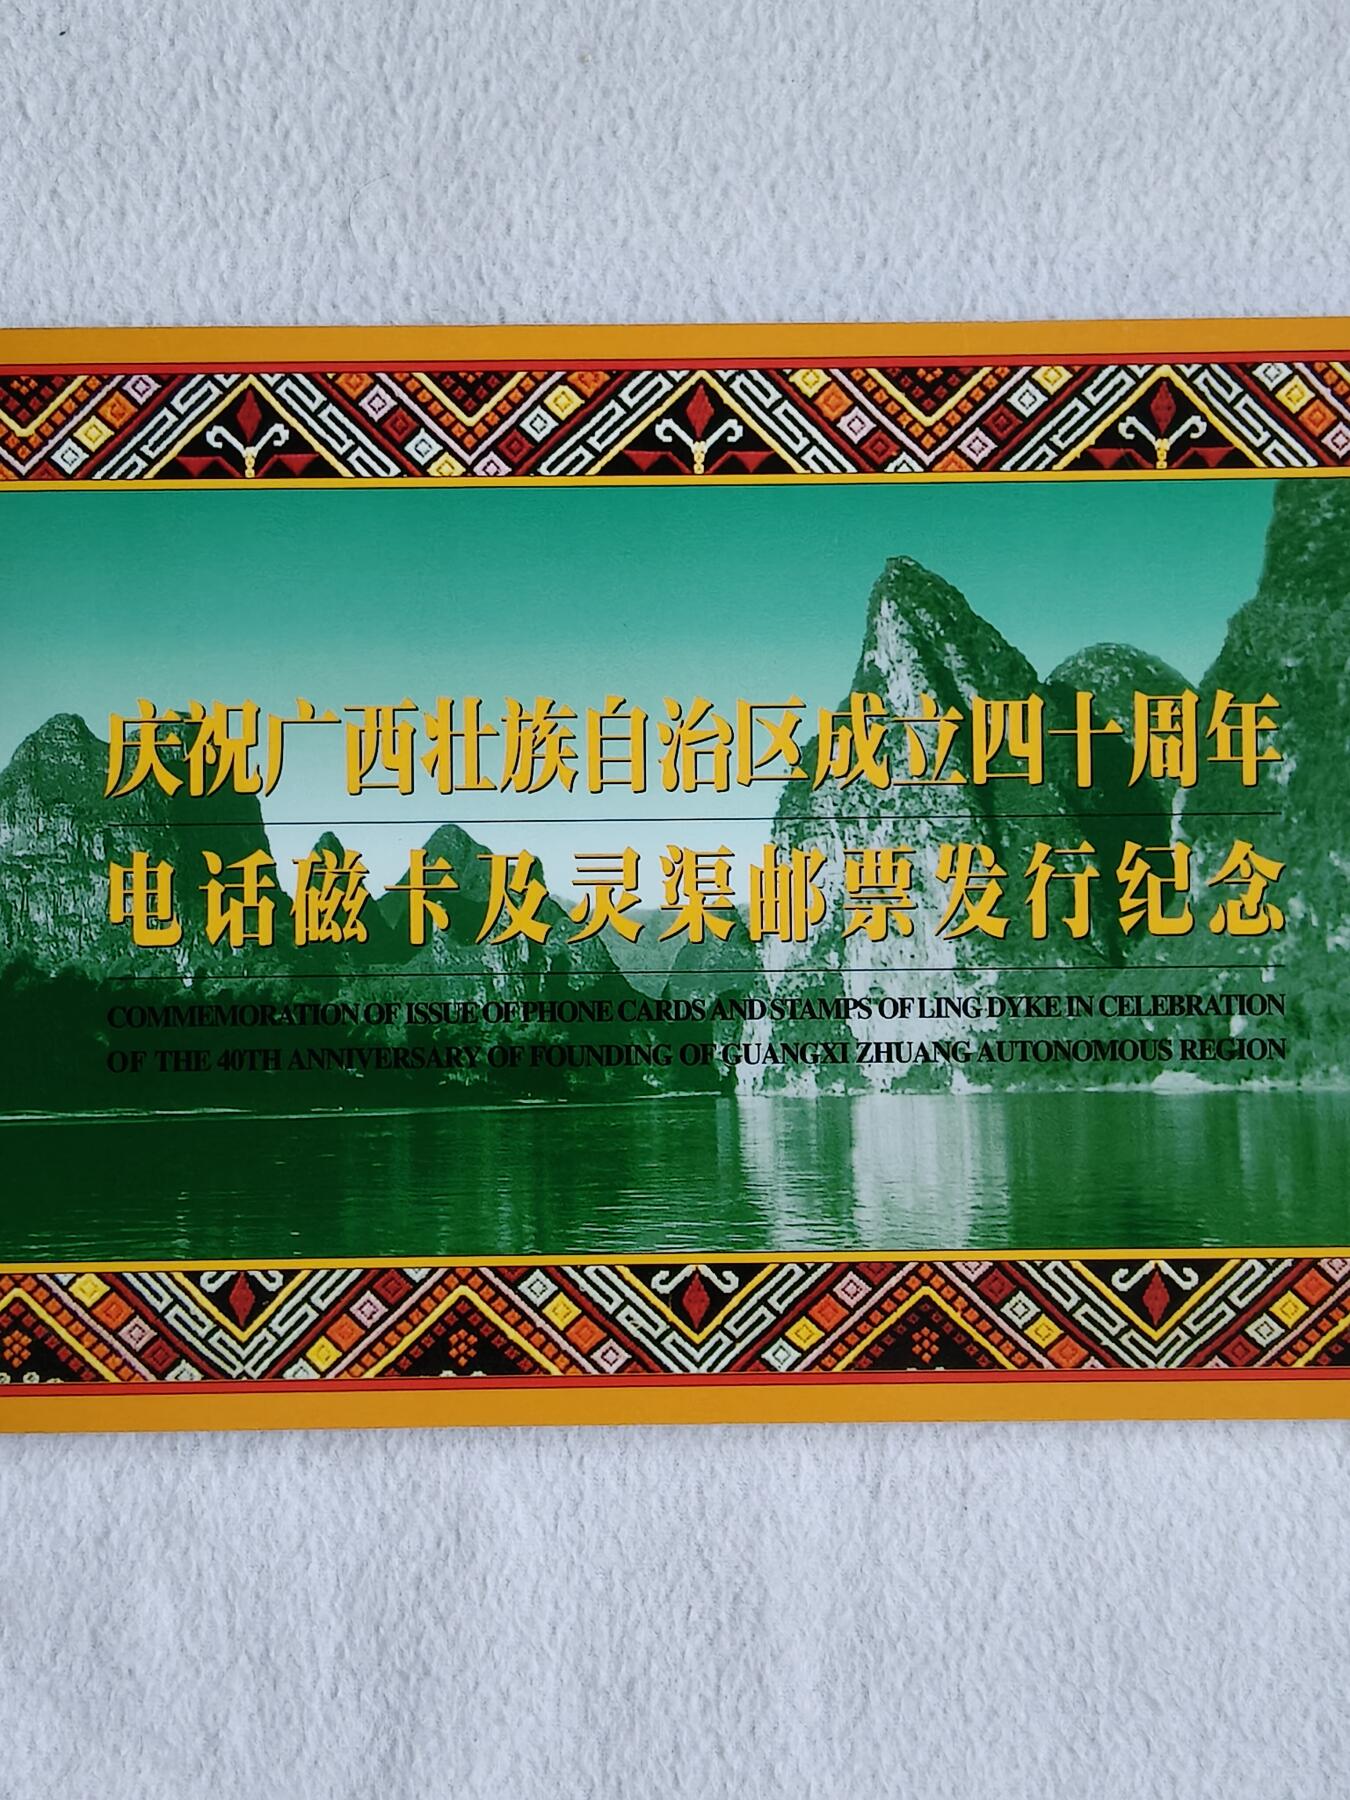 庆祝广西壮族自治区成立四十周年
电话磁卡及灵渠邮票发行纪念
COMMEMORATION OF ISSUE OF PHONE CARDS AND STAMPS OF LING DYKE IN CELEBRATION
OF THE 40TH ANNIVERSARY OF FOUNDING OF GUANGXI ZHUANG AUTONOMOUS REGION